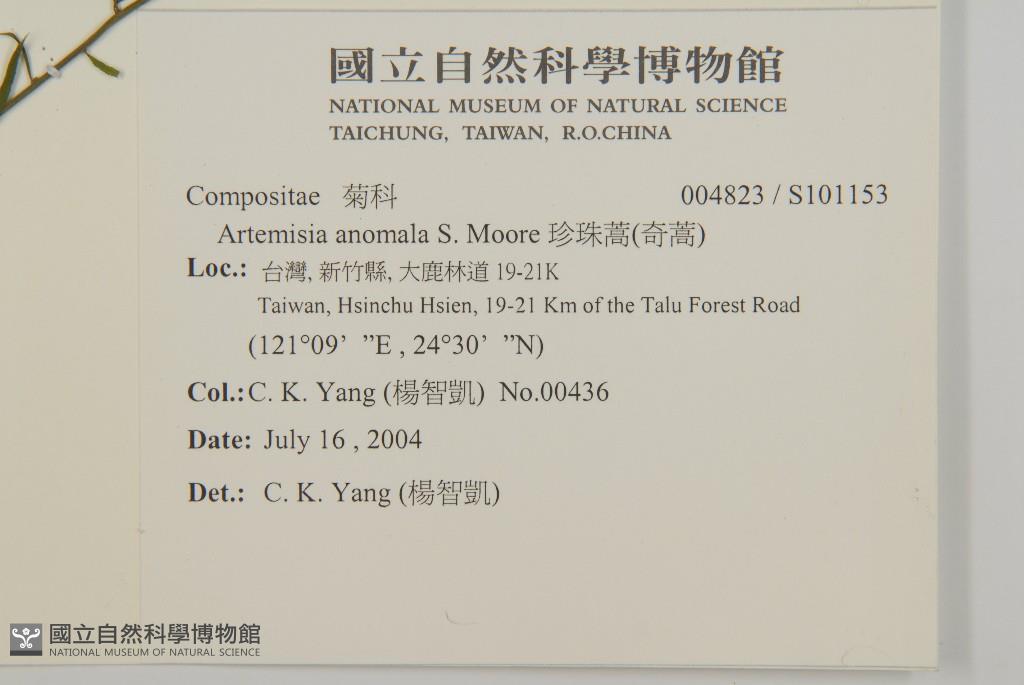 國立自然科學博物館
NATIONAL MUSEUM OF NATURAL SCIENCE
TAICHUNG, TAIWAN, R.O.CHINA
Compositae 菊科 004823 / S101153
Artemisia anomala S. Moore 珍珠蒿(奇蒿)
Loc.: 台灣, 新竹縣, 大鹿林道 19-21K
Taiwan, Hsinchu Hsien, 19-21 Km of the Talu Forest Road
(121°09’ ”E , 24°30’ ”N)
Col.: C. K. Yang (楊智凱) No.00436
Date: July 16 , 2004
Det.: C. K. Yang (楊智凱)
國立自然科學博物館
NATIONAL MUSEUM OF NATURAL SCIENCE